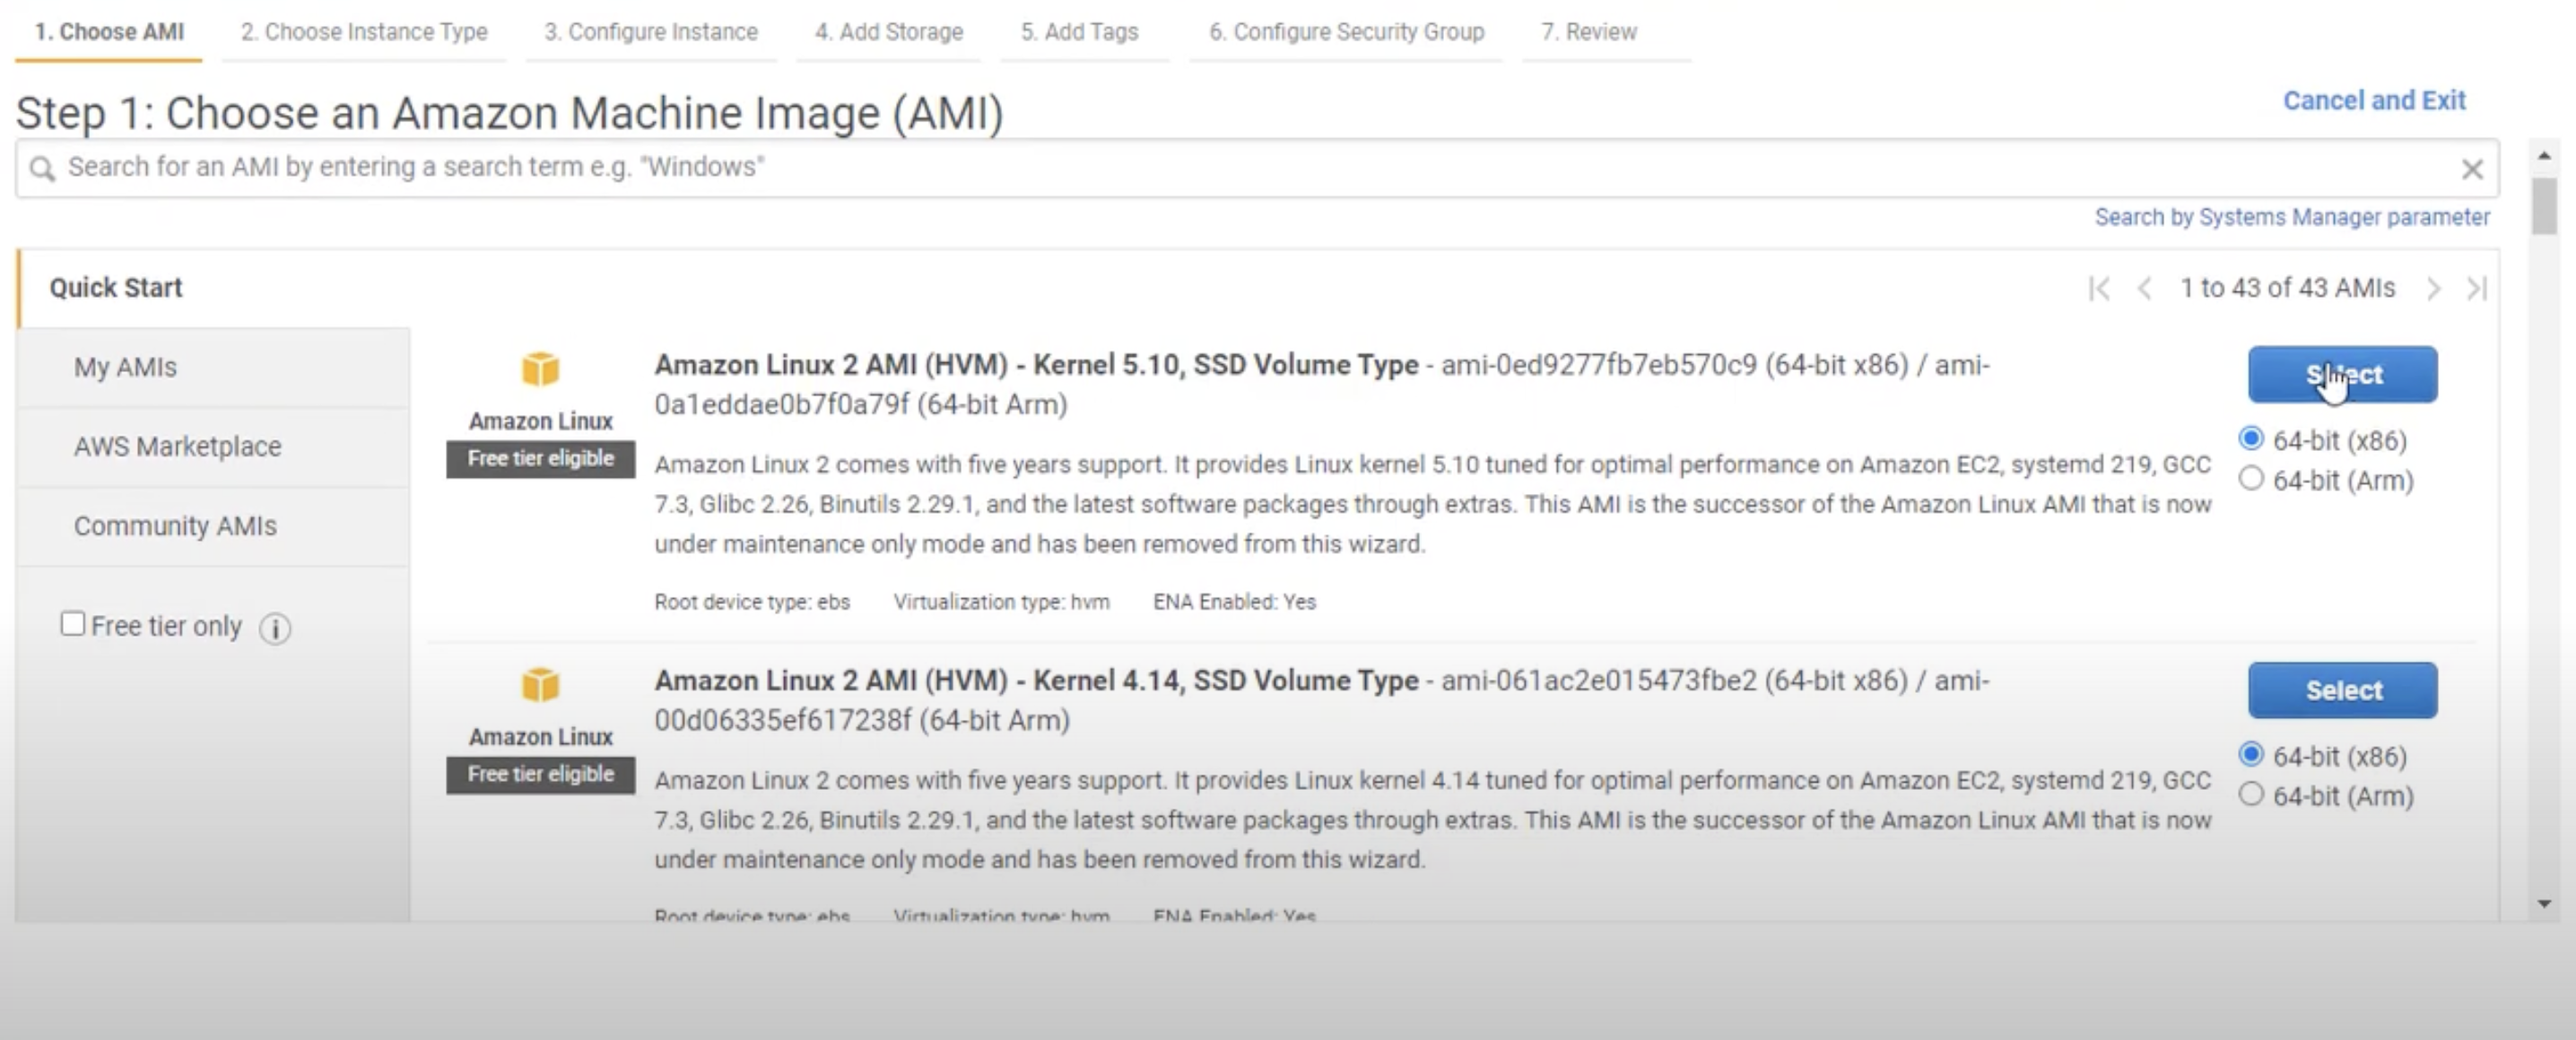 1. Choose AMI 2. Choose Instance Type 3. Configure Instance 4. Add Storage 5. Add Tags 6. Configure Security Group 7. Review
Step 1: Choose an Amazon Machine Image (AMI)
Cancel and Exit
Search for an AMI by entering a search term e.g. "Windows"
Search by Systems Manager parameter
Quick Start
1 to 43 of 43 AMIs
My AMIs
AWS Marketplace
Community AMIs
Free tier only
Amazon Linux
Free tier eligible
Amazon Linux 2 AMI (HVM) - Kernel 5.10, SSD Volume Type - ami-0ed9277fb7eb570c9 (64-bit x86) / ami-
0a1eddae0b7f0a79f (64-bit Arm)
Amazon Linux 2 comes with five years support. It provides Linux kernel 5.10 tuned for optimal performance on Amazon EC2, systemd 219, GCC
7.3, Glibc 2.26, Binutils 2.29.1, and the latest software packages through extras. This AMI is the successor of the Amazon Linux AMI that is now
under maintenance only mode and has been removed from this wizard.
Root device type: ebs Virtualization type: hvm ENA Enabled: Yes
Select
64-bit (x86)
64-bit (Arm)
Amazon Linux
Free tier eligible
Amazon Linux 2 AMI (HVM) - Kernel 4.14, SSD Volume Type - ami-061ac2e015473fbe2 (64-bit x86) / ami-
00d06335ef617238f (64-bit Arm)
Amazon Linux 2 comes with five years support. It provides Linux kernel 4.14 tuned for optimal performance on Amazon EC2, systemd 219, GCC
7.3, Glibc 2.26, Binutils 2.29.1, and the latest software packages through extras. This AMI is the successor of the Amazon Linux AMI that is now
under maintenance only mode and has been removed from this wizard.
Root device type: ebs Virtualization type: hvm ENA Enabled: Yes
Select
64-bit (x86)
64-bit (Arm)